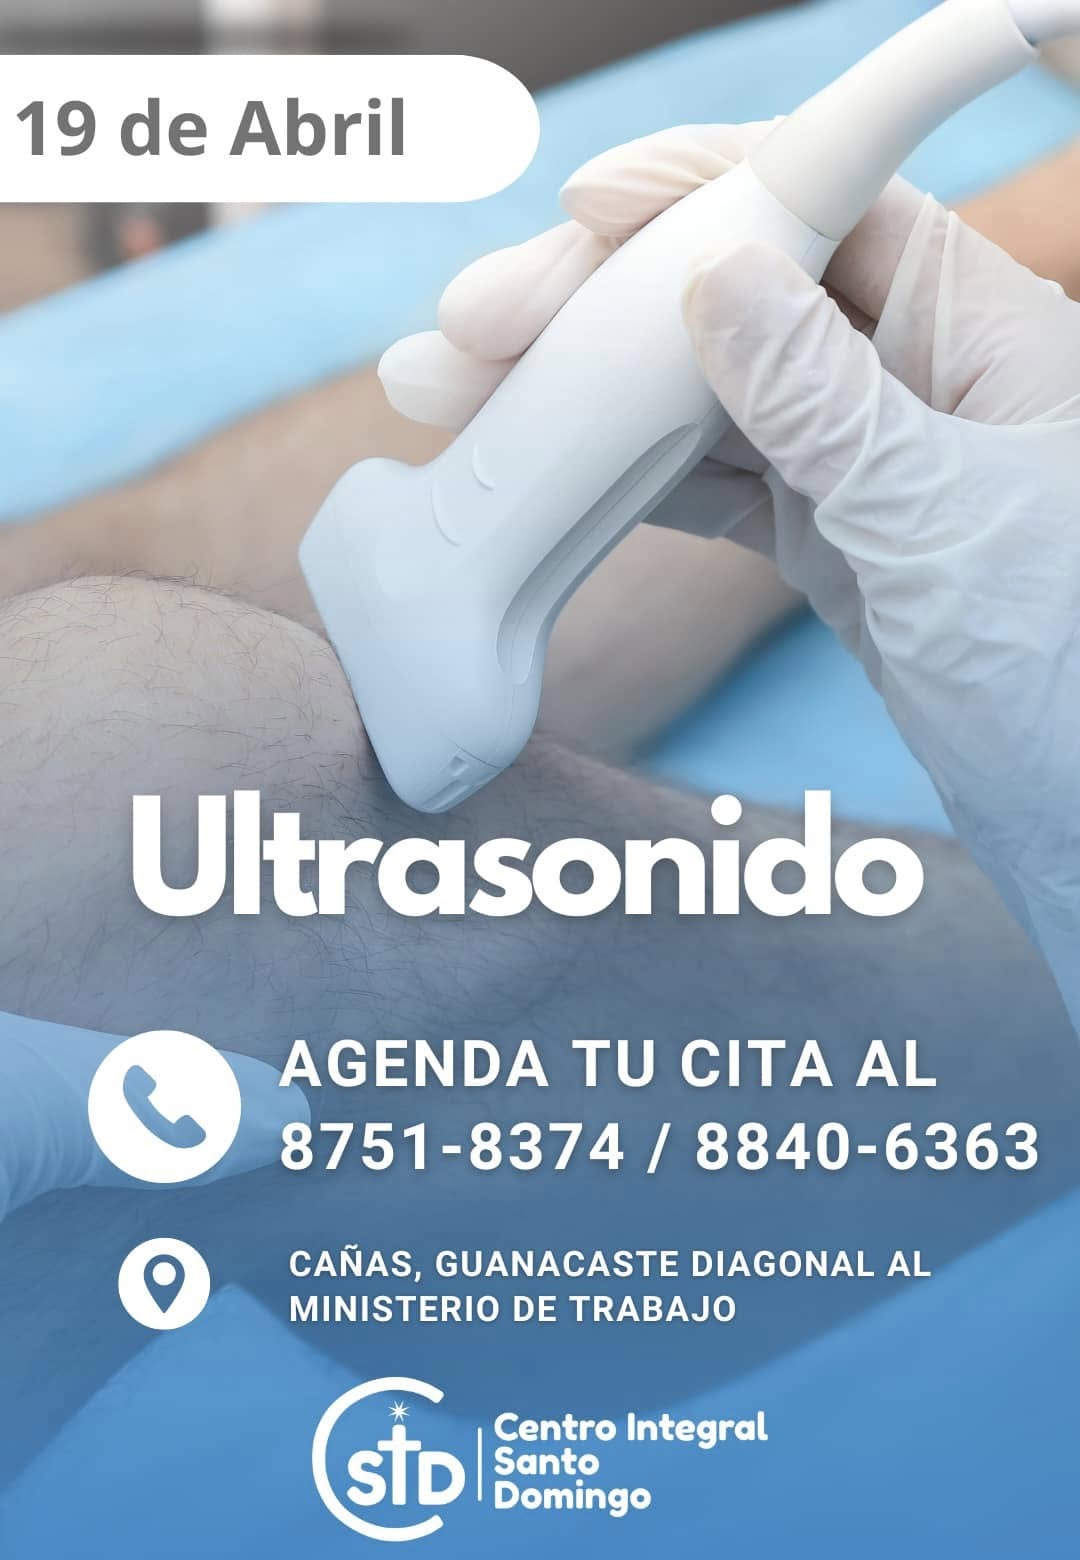 19 de Abril
Ultrasonido
AGENDA TU CITA AL
8751-8374 / 8840-6363
CAÑAS, GUANACASTE DIAGONAL AL
MINISTERIO DE TRABAJO
STD
Centro Integral
Santo
Domingo